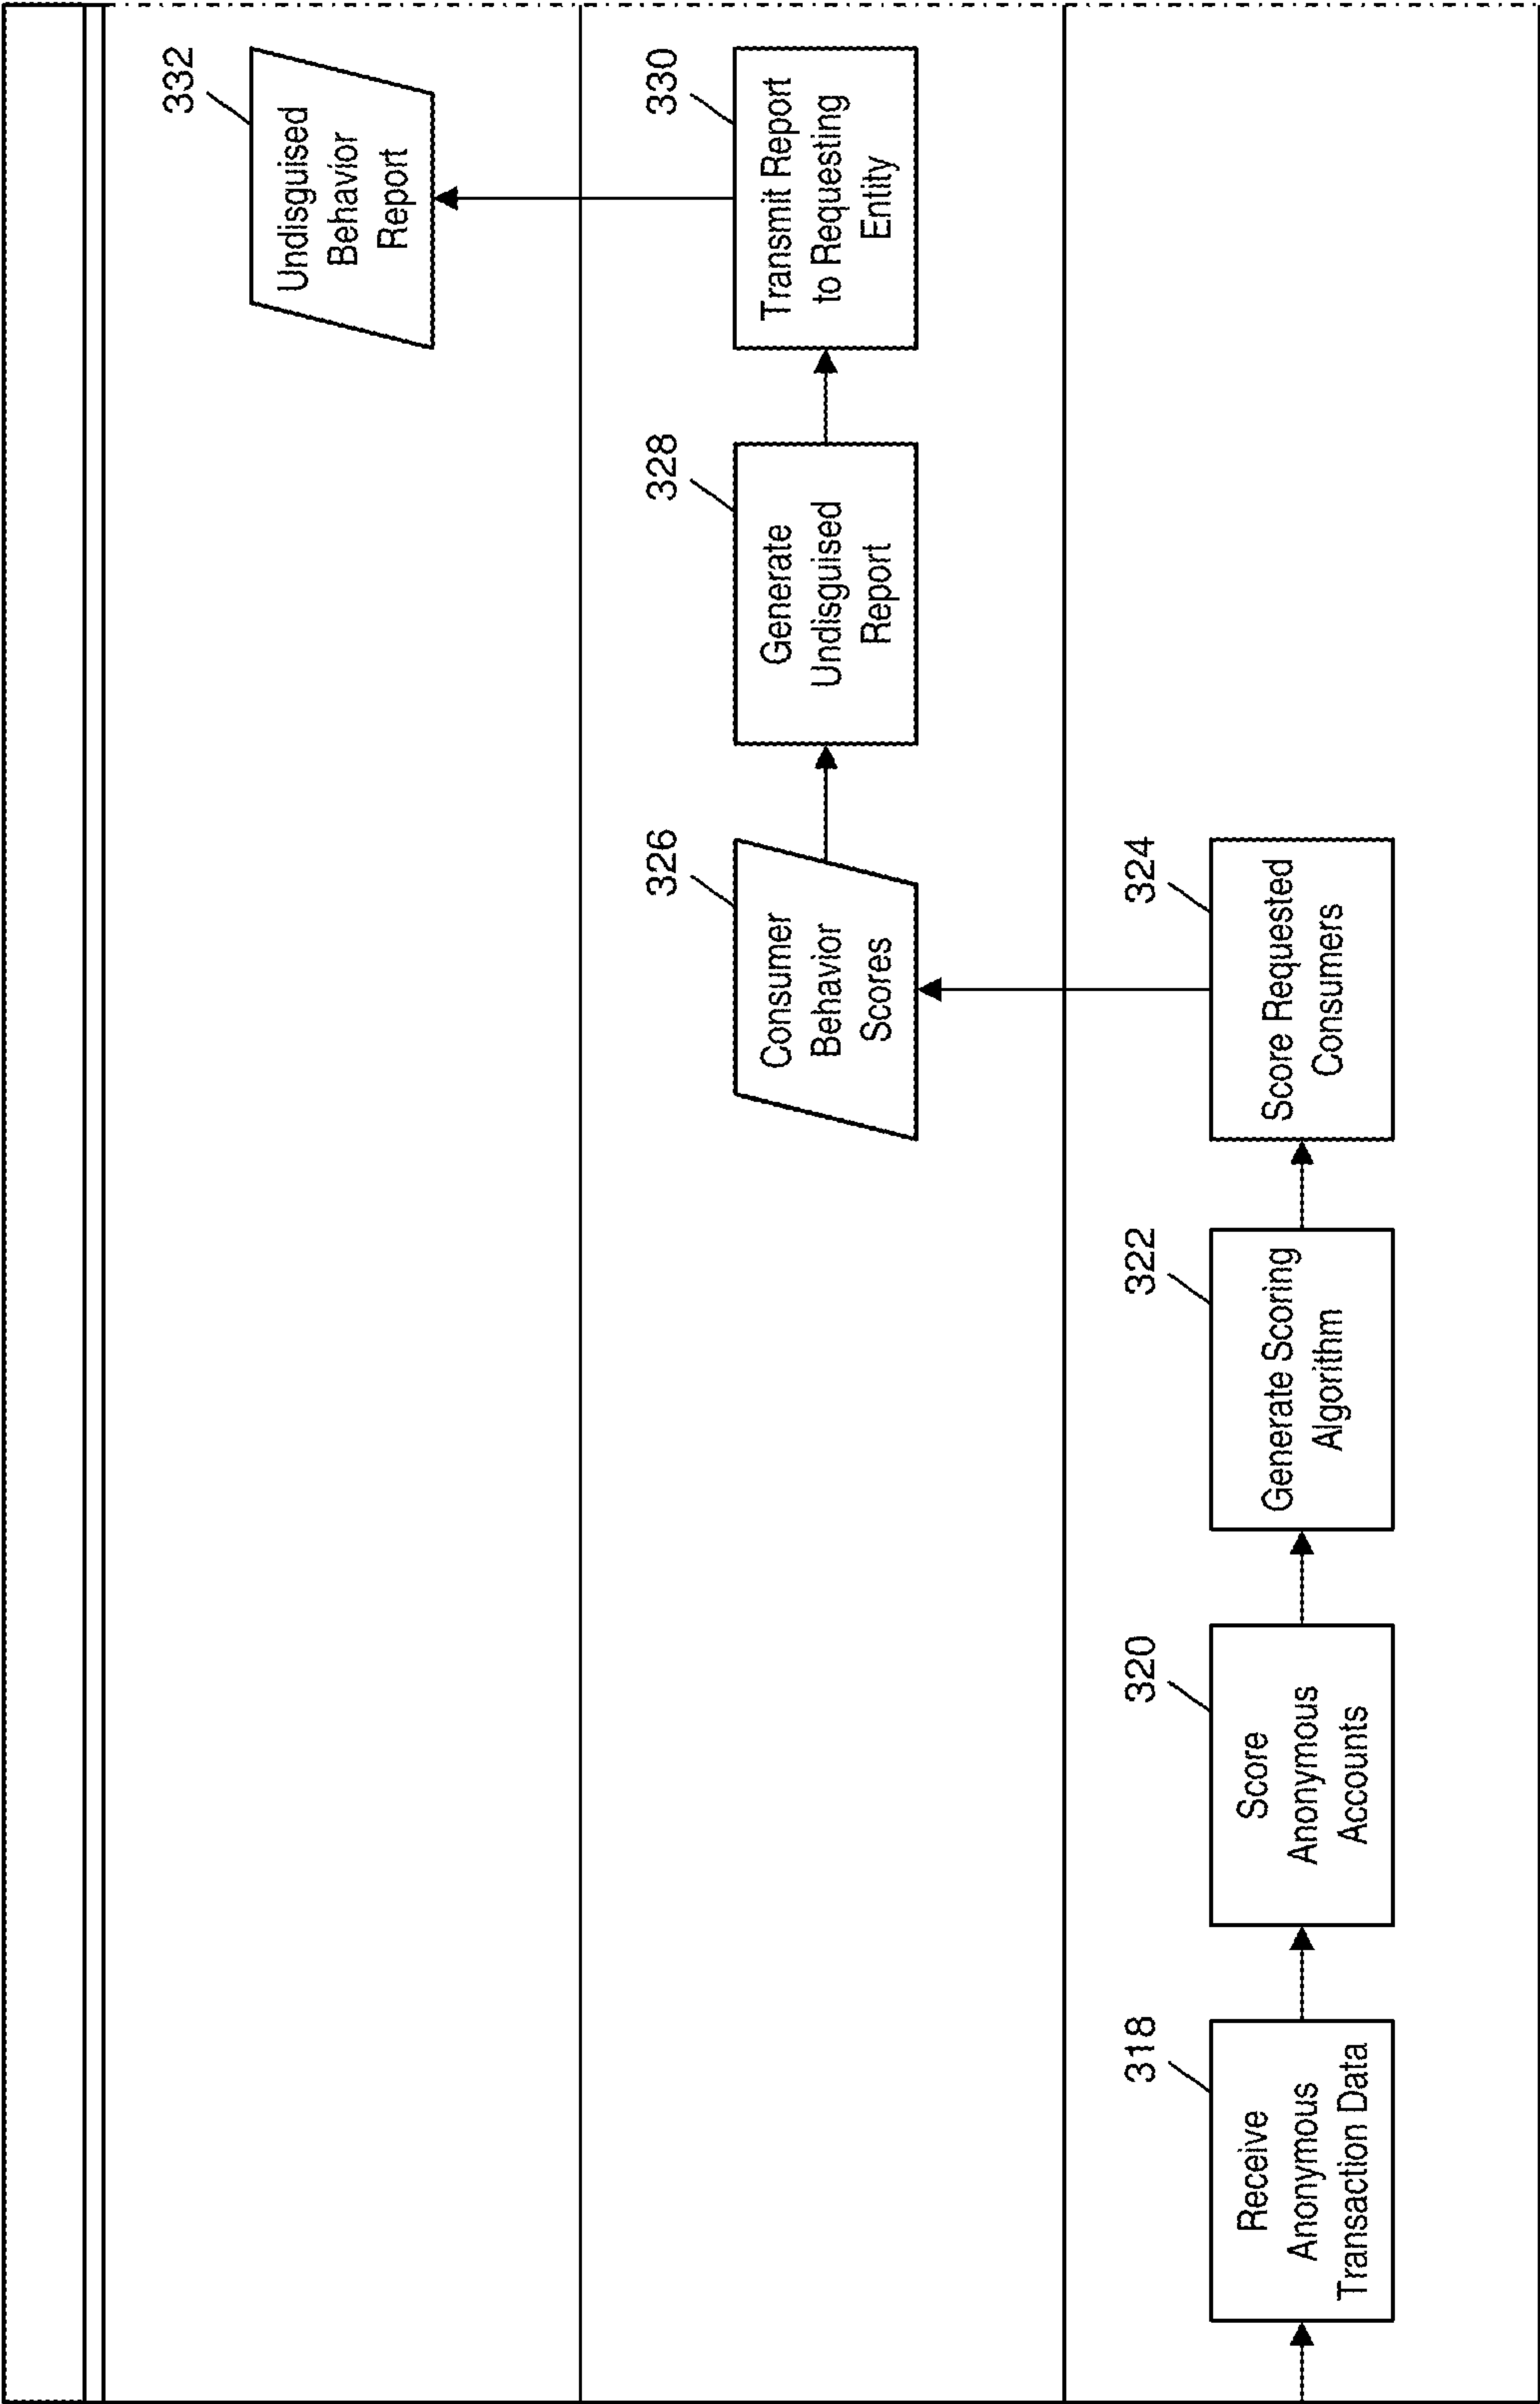 332
Undisguised
Behavior
Report
326
Consumer
Behavior
Scores
328
Generate
Undisguised
Report
330
Transmit Report
to Requesting
Entity
318
Receive
Anonymous
Transaction Data
320
Score
Anonymous
Accounts
322
Generate Scoring
Algorithm
324
Score Requested
Consumers